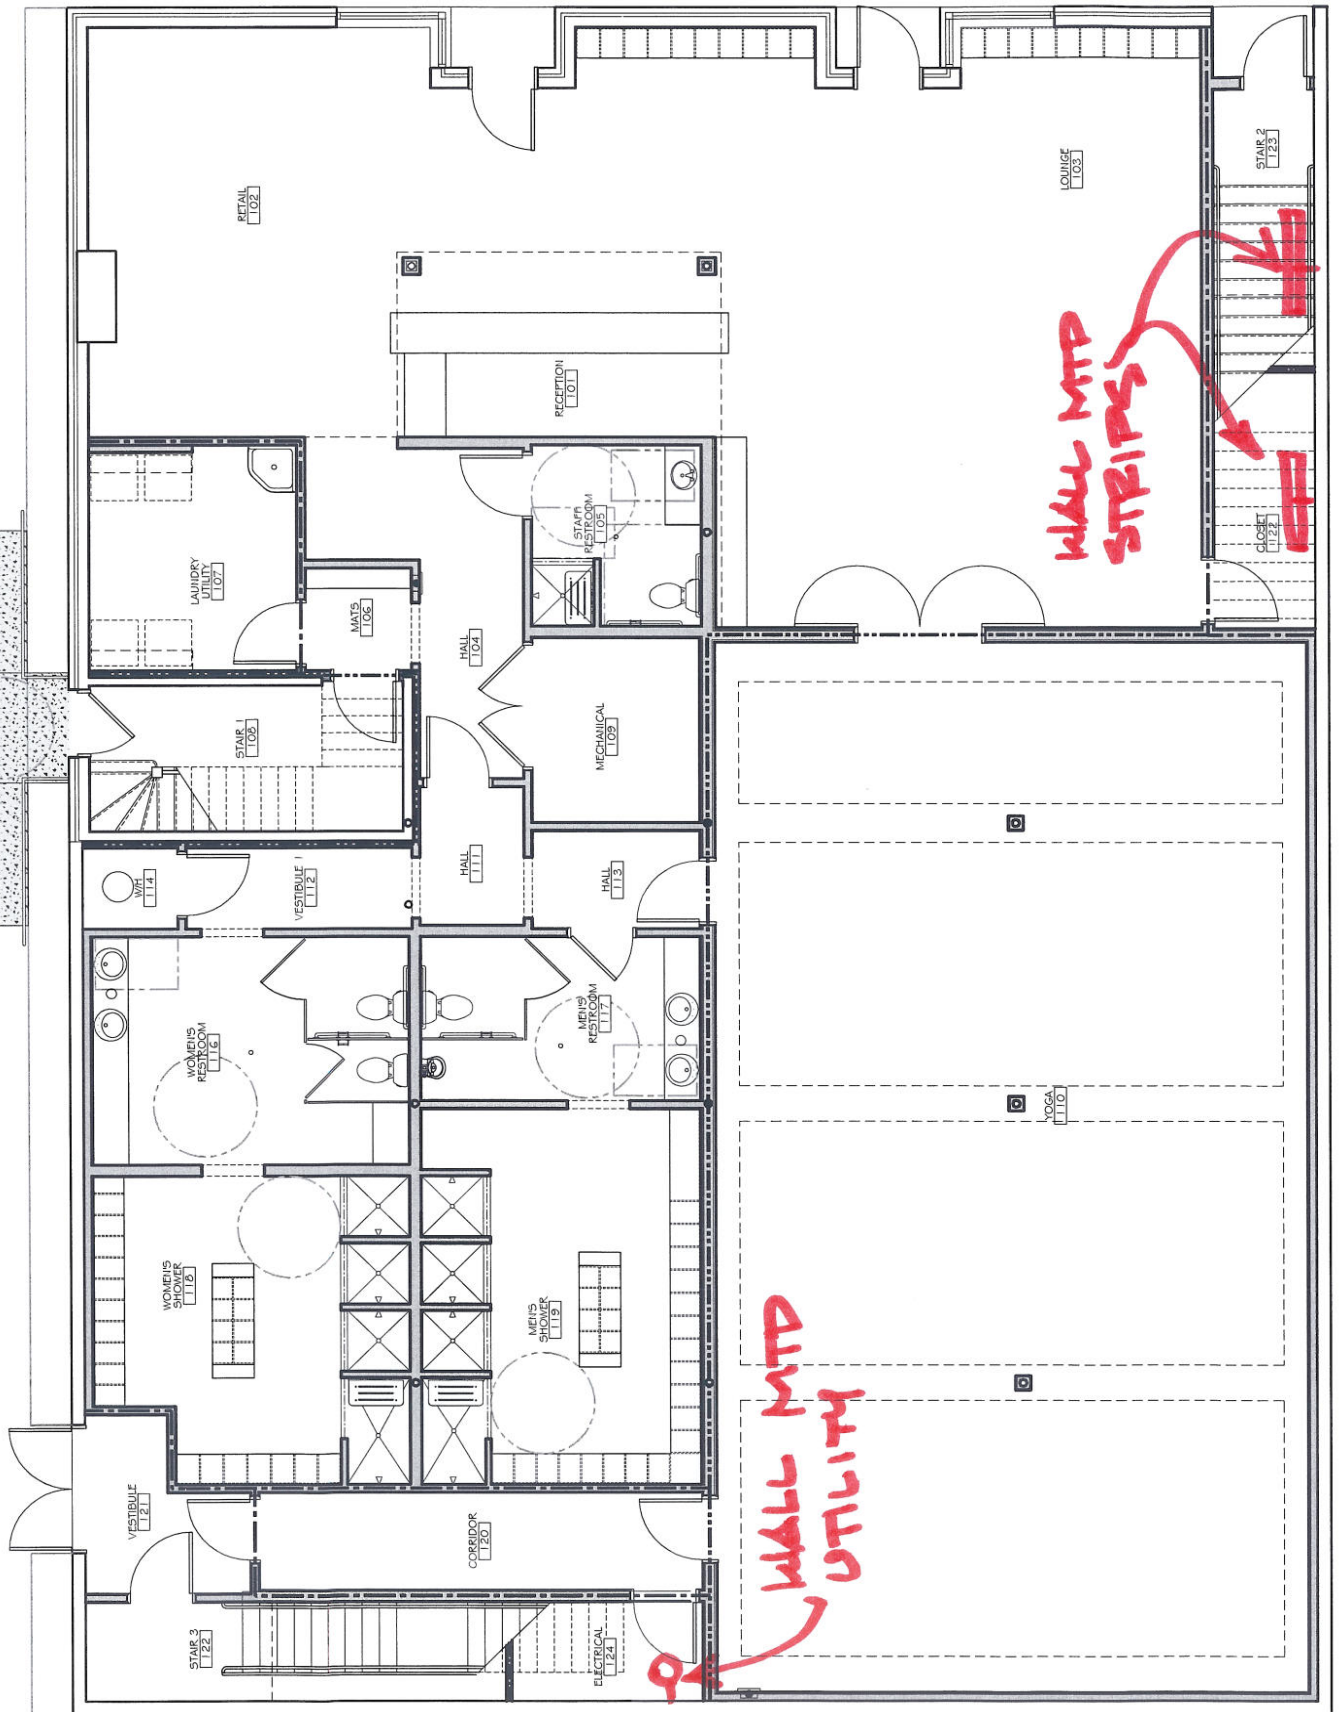 RETAIL
102
LOUNGE
103
STAIR 2
123
RECEPTION
101
WALL MTD
STRIPS
STAFF
RESTROOM
105
CLOSET
122
LAUNDRY
UTILITY
107
MATS
106
HALL
104
STAIR 1
108
MECHANICAL
109
W/H
114
VESTIBULE
112
HALL
111
HALL
113
WOMEN'S
RESTROOM
116
MEN'S
RESTROOM
117
YOGA
110
WOMEN'S
SHOWER
118
MEN'S
SHOWER
119
WALL MTD
UTILITY
VESTIBULE
121
CORRIDOR
120
STAIR 3
122
ELECTRICAL
124